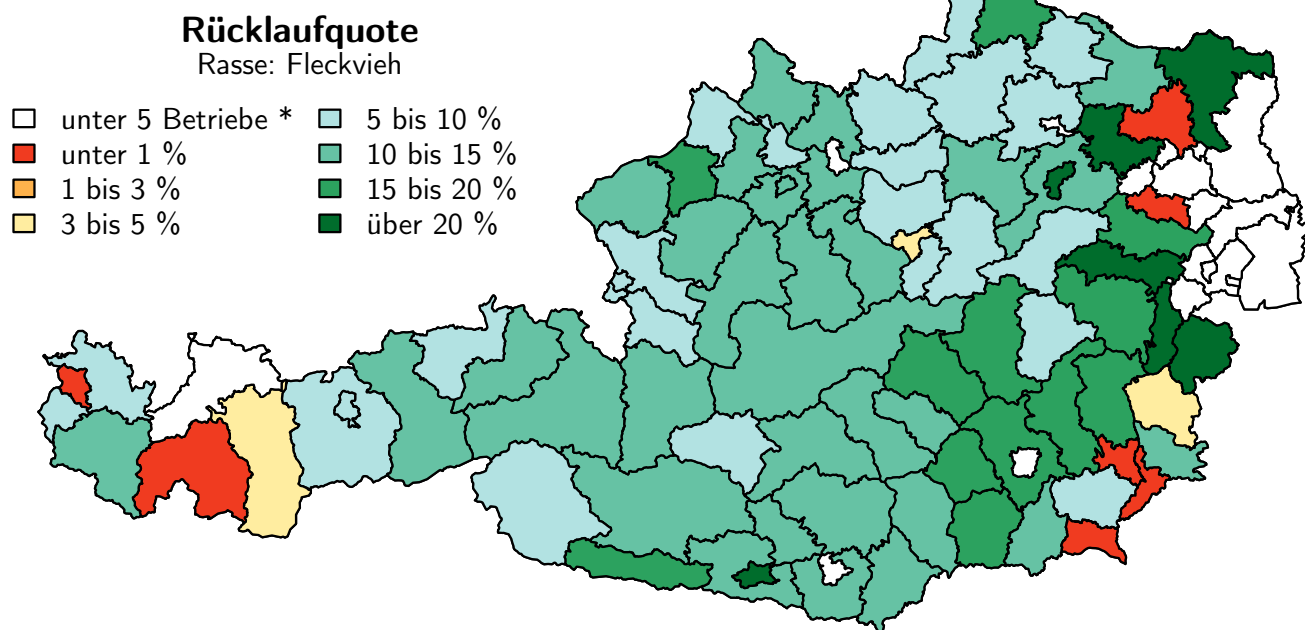 Rücklaufquote
Rasse: Fleckvieh
unter 5 Betriebe *
unter 1 %
1 bis 3 %
3 bis 5 %
5 bis 10 %
10 bis 15 %
15 bis 20 %
über 20 %